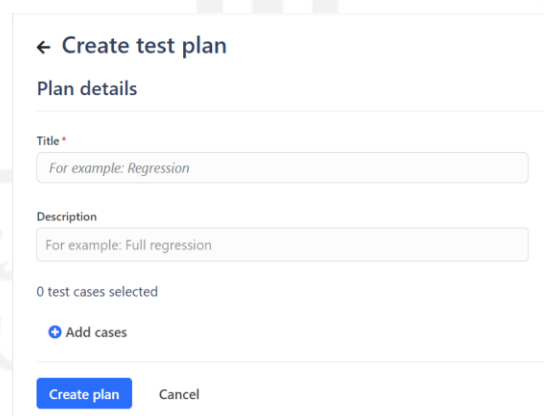 Create test plan
Plan details
Title *
For example: Regression
Description
For example: Full regression
0 test cases selected
Add cases
Create plan Cancel